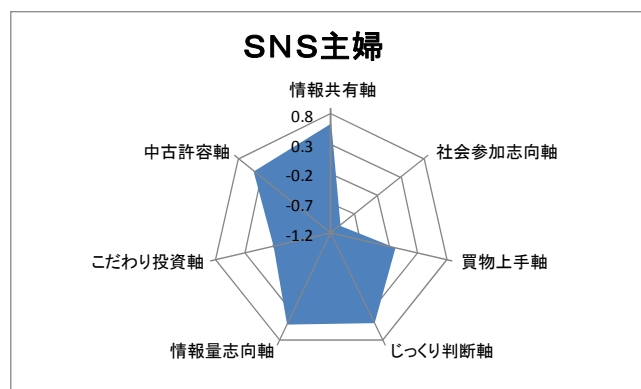 SNS主婦
情報共有軸
0.8
0.3
-0.2
-0.7
-1.2
社会参加志向軸
買物上手軸
じっくり判断軸
情報量志向軸
こだわり投資軸
中古許容軸